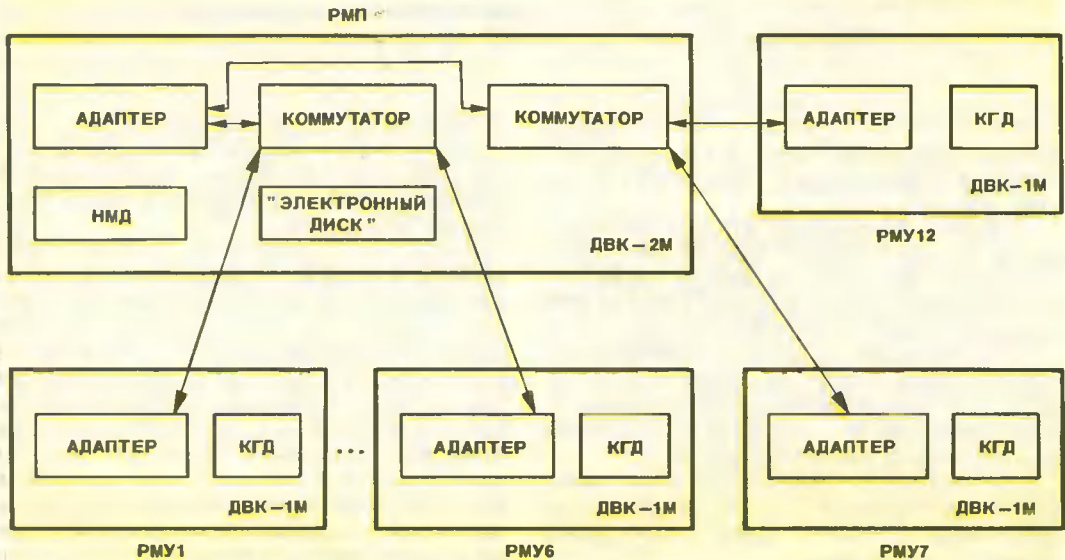 РМП
АДАПТЕР
КОММУТАТОР
КОММУТАТОР
АДАПТЕР
КГД
НМД
"ЭЛЕКТРОННЫЙ
ДИСК"
ДВК-2М
ДВК-1М
РМУ12
АДАПТЕР
КГД
...
АДАПТЕР
КГД
АДАПТЕР
КГД
ДВК-1М
ДВК-1М
ДВК-1М
РМУ1
РМУ6
РМУ7